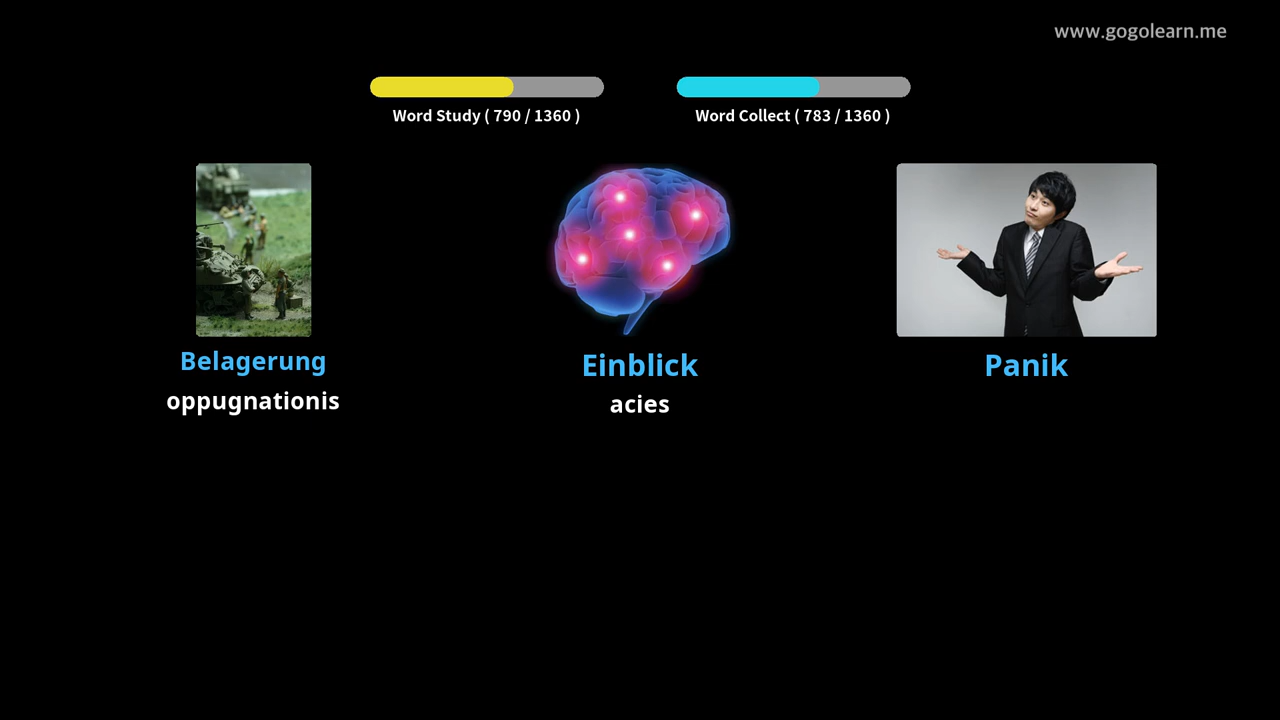 www.gogolearn.me
Word Study ( 790 / 1360 )
Word Collect ( 783 / 1360 )
Belagerung
oppugnationis
Einblick
acies
Panik